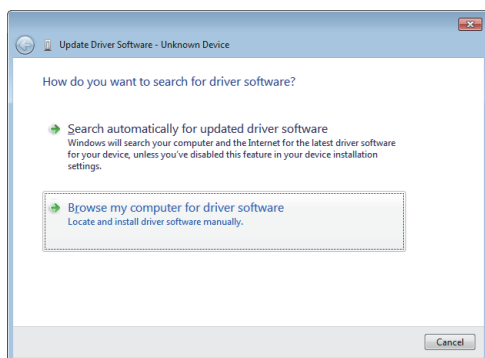 Update Driver Software - Unknown Device
How do you want to search for driver software?
Search automatically for updated driver software
Windows will search your computer and the Internet for the latest driver software
for your device, unless you've disabled this feature in your device installation
settings.
Browse my computer for driver software
Locate and install driver software manually.
Cancel